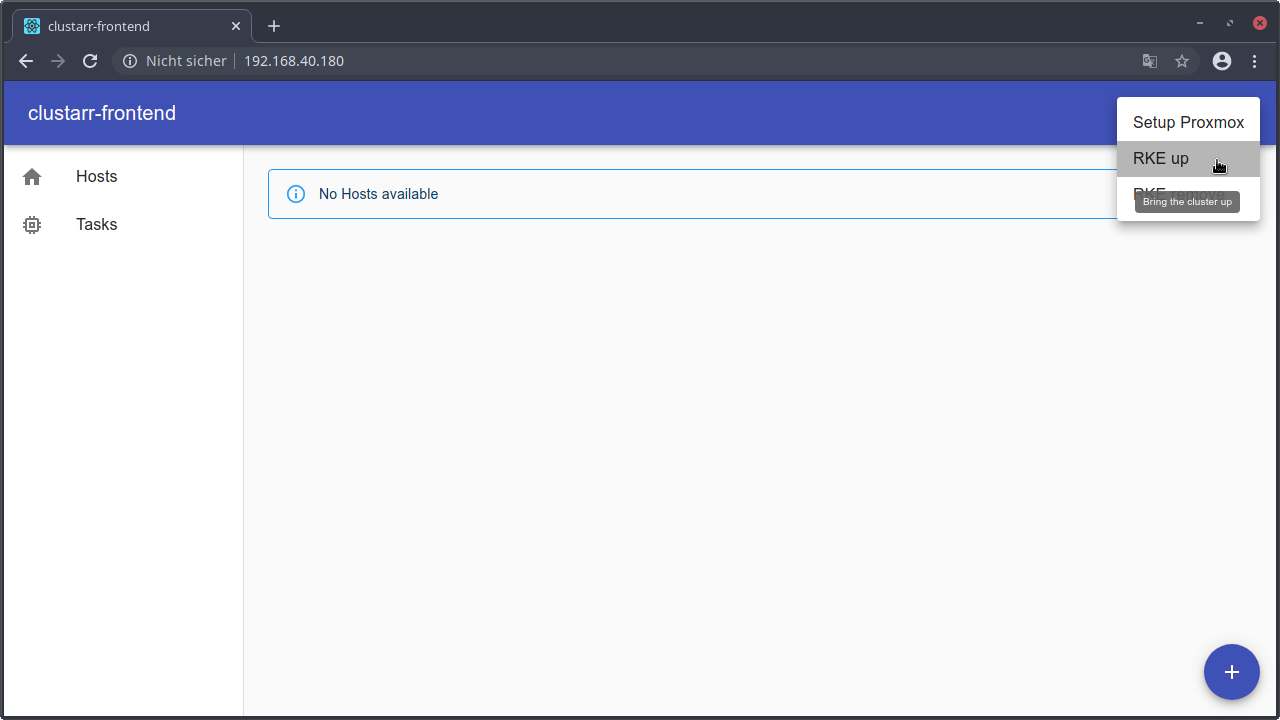 clustarr-frontend
Nicht sicher 192.168.40.180
clustarr-frontend
Setup Proxmox
RKE up
RKE remove
Bring the cluster up
Hosts
Tasks
No Hosts available